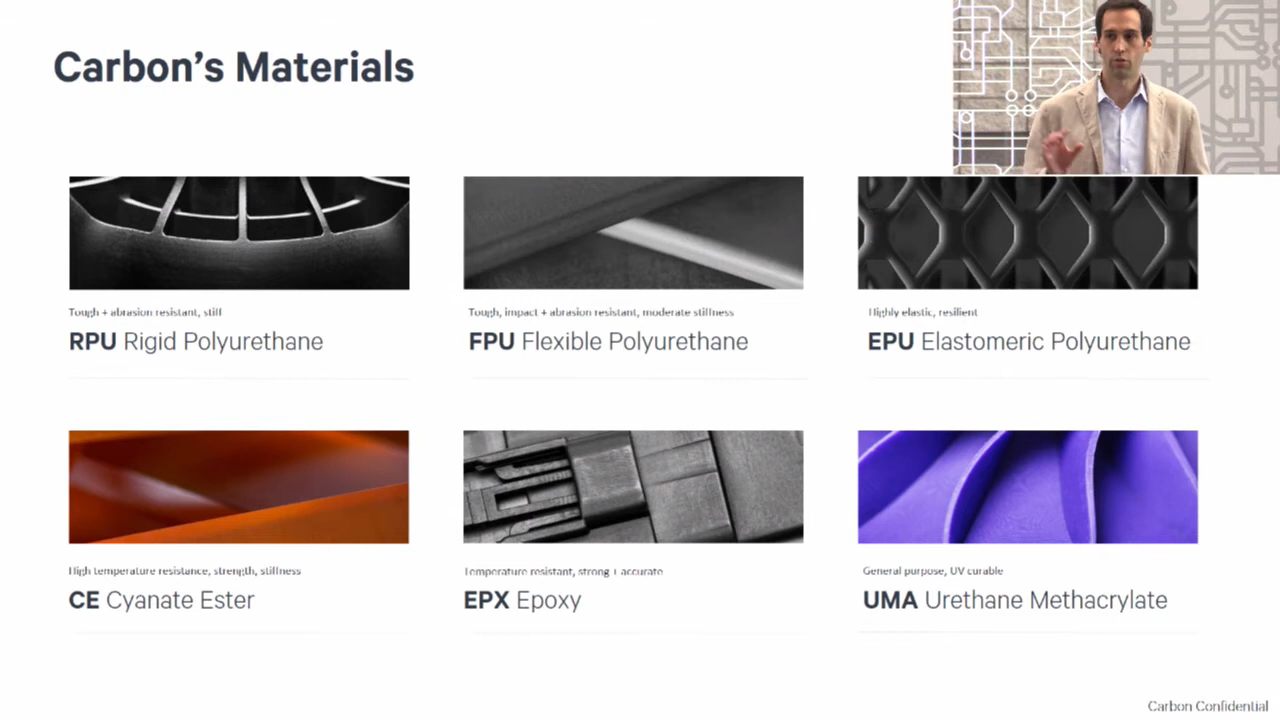 Carbon's Materials
Tough + abrasion resistant, stiff
RPU Rigid Polyurethane
Tough, impact + abrasion resistant, moderate stiffness
FPU Flexible Polyurethane
Highly elastic, resilient
EPU Elastomeric Polyurethane
High temperature resistance, strength, stiffness
CE Cyanate Ester
Temperature resistant, strong + accurate
EPX Epoxy
General purpose, UV curable
UMA Urethane Methacrylate
Carbon Confidential